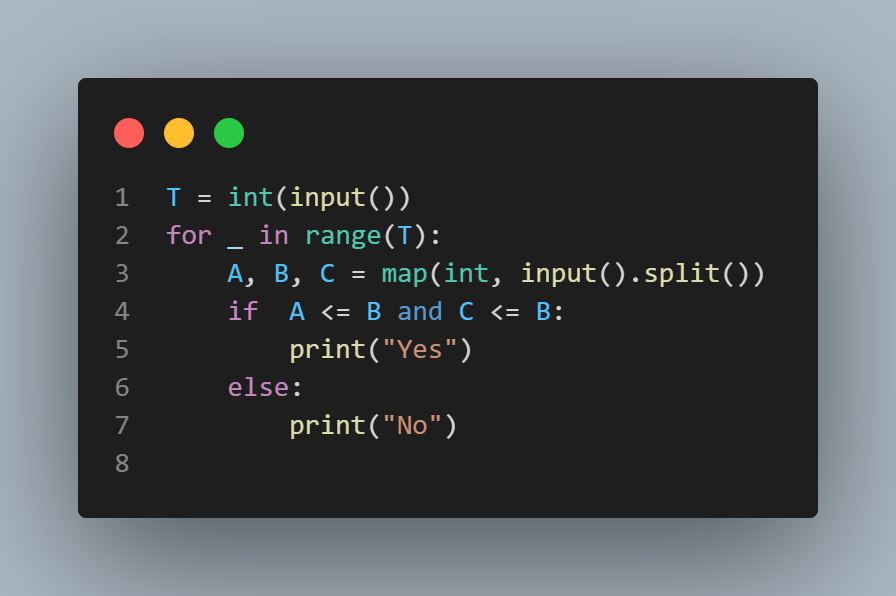 1 T = int(input())
2 for _ in range(T):
3     A, B, C = map(int, input().split())
4     if  A <= B and C <= B:
5         print("Yes")
6     else:
7         print("No")
8